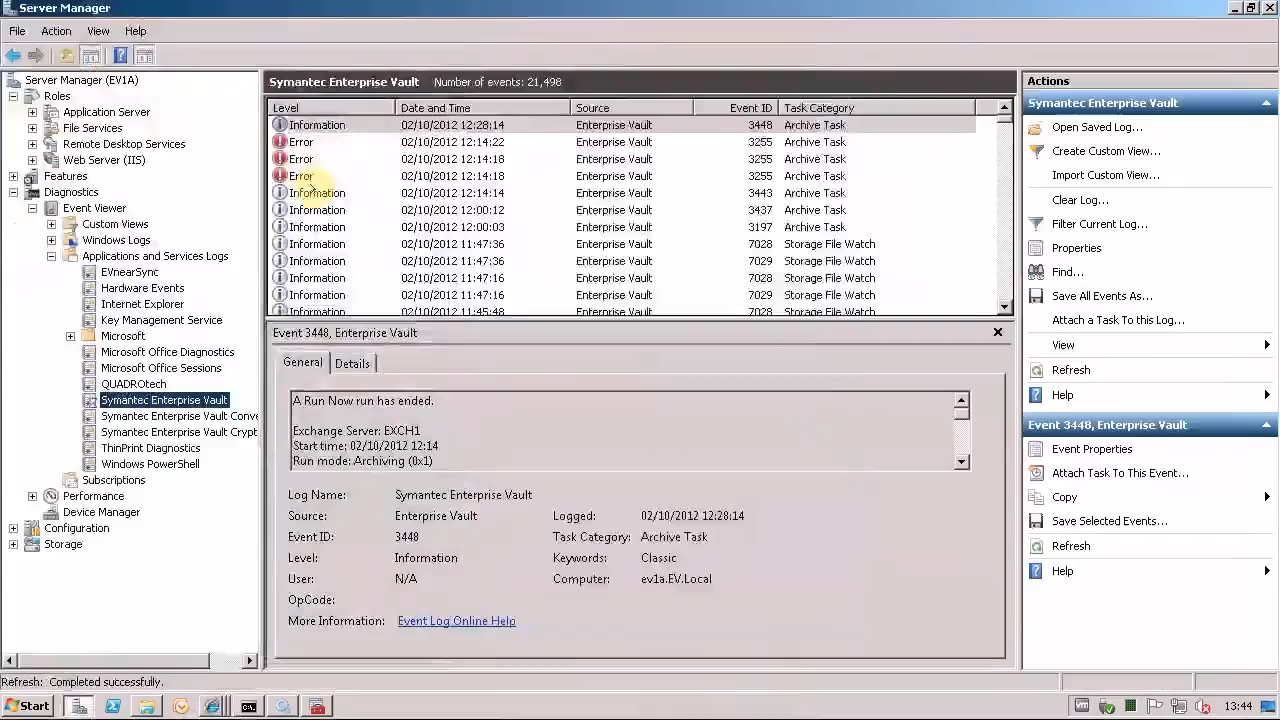 Server Manager
File Action View Help
Server Manager (EV1A)
Roles
Application Server
File Services
Remote Desktop Services
Web Server (IIS)
Features
Diagnostics
Event Viewer
Custom Views
Windows Logs
Applications and Services Logs
EVnearSync
Hardware Events
Internet Explorer
Key Management Service
Microsoft
Microsoft Office Diagnostics
Microsoft Office Sessions
QUADROtech
Symantec Enterprise Vault
Symantec Enterprise Vault Conve
Symantec Enterprise Vault Crypt
ThinPrint Diagnostics
Windows PowerShell
Subscriptions
Performance
Device Manager
Configuration
Storage
Symantec Enterprise Vault Number of events: 21,498
Level Date and Time Source Event ID Task Category
Information 02/10/2012 12:28:14 Enterprise Vault 3448 Archive Task
Error 02/10/2012 12:14:22 Enterprise Vault 3255 Archive Task
Error 02/10/2012 12:14:18 Enterprise Vault 3255 Archive Task
Error 02/10/2012 12:14:18 Enterprise Vault 3255 Archive Task
Information 02/10/2012 12:14:14 Enterprise Vault 3443 Archive Task
Information 02/10/2012 12:00:12 Enterprise Vault 3437 Archive Task
Information 02/10/2012 12:00:03 Enterprise Vault 3197 Archive Task
Information 02/10/2012 11:47:36 Enterprise Vault 7028 Storage File Watch
Information 02/10/2012 11:47:36 Enterprise Vault 7029 Storage File Watch
Information 02/10/2012 11:47:16 Enterprise Vault 7028 Storage File Watch
Information 02/10/2012 11:47:16 Enterprise Vault 7029 Storage File Watch
Information 02/10/2012 11:45:48 Enterprise Vault 7028 Storage File Watch
Event 3448, Enterprise Vault
General Details
A Run Now run has ended.
Exchange Server: EXCH1
Start time: 02/10/2012 12:14
Run mode: Archiving (0x1)
Log Name: Symantec Enterprise Vault
Source: Enterprise Vault Logged: 02/10/2012 12:28:14
Event ID: 3448 Task Category: Archive Task
Level: Information Keywords: Classic
User: N/A Computer: ev1a.EV.Local
OpCode:
More Information: Event Log Online Help
Actions
Symantec Enterprise Vault
Open Saved Log...
Create Custom View...
Import Custom View...
Clear Log...
Filter Current Log...
Properties
Find...
Save All Events As...
Attach a Task To this Log...
View
Refresh
Help
Event 3448, Enterprise Vault
Event Properties
Attach Task To This Event...
Copy
Save Selected Events...
Refresh
Help
Refresh: Completed successfully.
Start 13:44